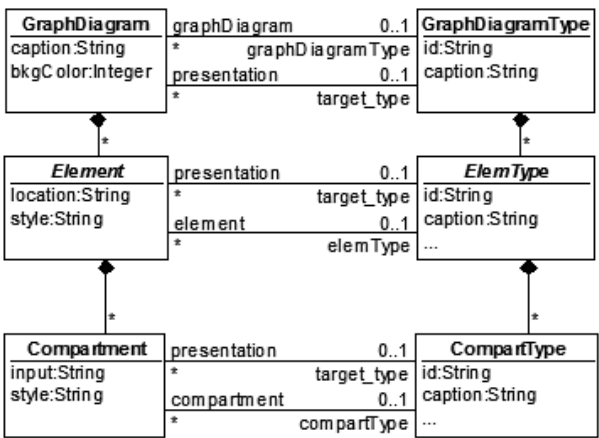 GraphDiagram
caption:String
bkgColor:Integer
graphDiagram 0..1
* graphDiagramType
presentation 0..1
* target_type
GraphDiagramType
id:String
caption:String
*
*
Element
location:String
style:String
presentation 0..1
* target_type
element 0..1
* elemType
ElemType
id:String
caption:String
...
*
*
Compartment
input:String
style:String
presentation 0..1
* target_type
compartment 0..1
* compartType
CompartType
id:String
caption:String
...